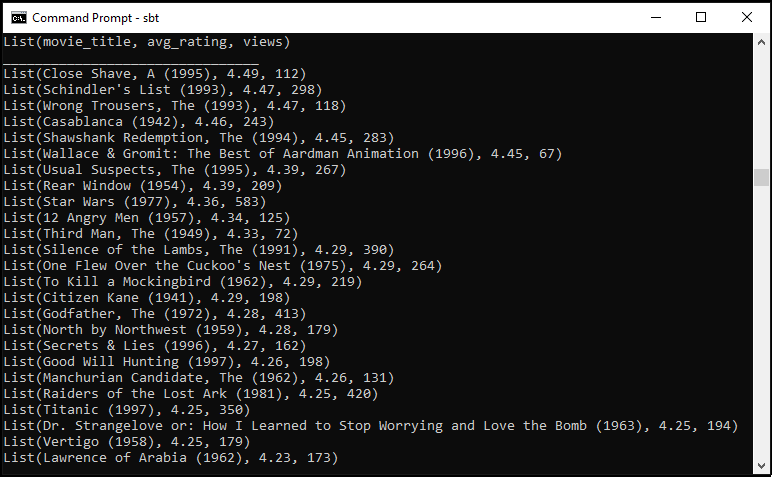 Command Prompt - sbt
List(movie_title, avg_rating, views)
________________________________
List(Close Shave, A (1995), 4.49, 112)
List(Schindler's List (1993), 4.47, 298)
List(Wrong Trousers, The (1993), 4.47, 118)
List(Casablanca (1942), 4.46, 243)
List(Shawshank Redemption, The (1994), 4.45, 283)
List(Wallace & Gromit: The Best of Aardman Animation (1996), 4.45, 67)
List(Usual Suspects, The (1995), 4.39, 267)
List(Rear Window (1954), 4.39, 209)
List(Star Wars (1977), 4.36, 583)
List(12 Angry Men (1957), 4.34, 125)
List(Third Man, The (1949), 4.33, 72)
List(Silence of the Lambs, The (1991), 4.29, 390)
List(One Flew Over the Cuckoo's Nest (1975), 4.29, 264)
List(To Kill a Mockingbird (1962), 4.29, 219)
List(Citizen Kane (1941), 4.29, 198)
List(Godfather, The (1972), 4.28, 413)
List(North by Northwest (1959), 4.28, 179)
List(Secrets & Lies (1996), 4.27, 162)
List(Good Will Hunting (1997), 4.26, 198)
List(Manchurian Candidate, The (1962), 4.26, 131)
List(Raiders of the Lost Ark (1981), 4.25, 420)
List(Titanic (1997), 4.25, 350)
List(Dr. Strangelove or: How I Learned to Stop Worrying and Love the Bomb (1963), 4.25, 194)
List(Vertigo (1958), 4.25, 179)
List(Lawrence of Arabia (1962), 4.23, 173)